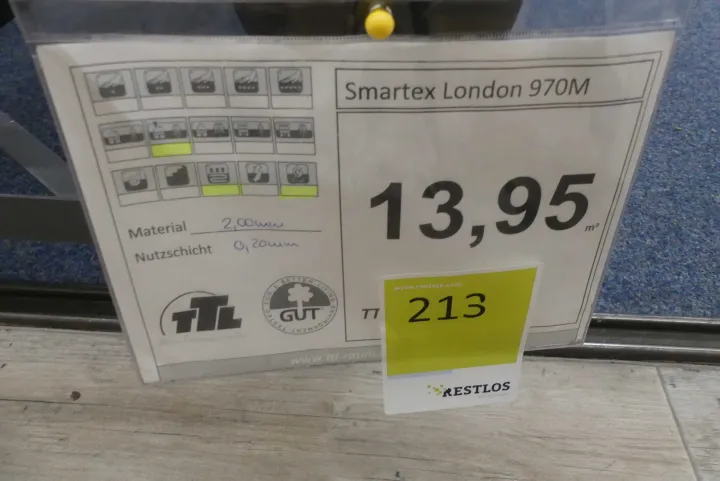 Smartex London 970M
13,95
m²
Material 2,00mm
Nutzschicht 0,20mm
TTL
GUT
TT
213
RESTLOS